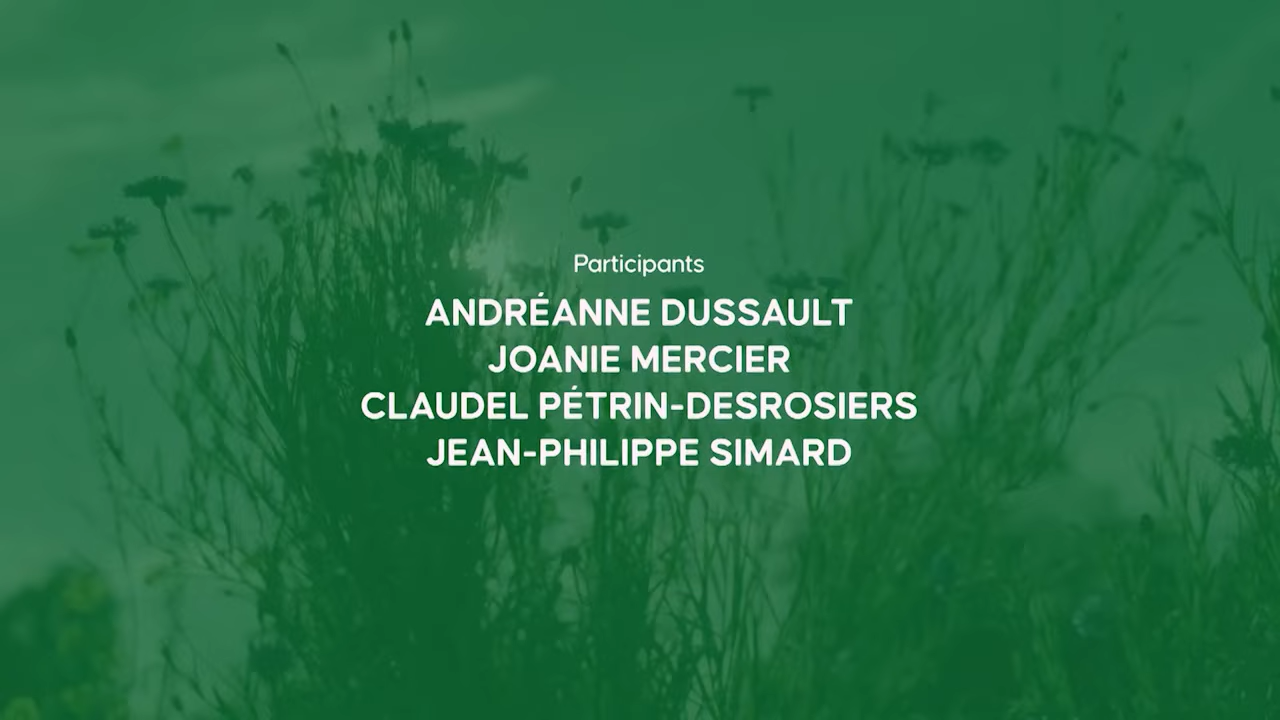 Participants
ANDRÉANNE DUSSAULT
JOANIE MERCIER
CLAUDEL PÉTRIN-DESROSIERS
JEAN-PHILIPPE SIMARD